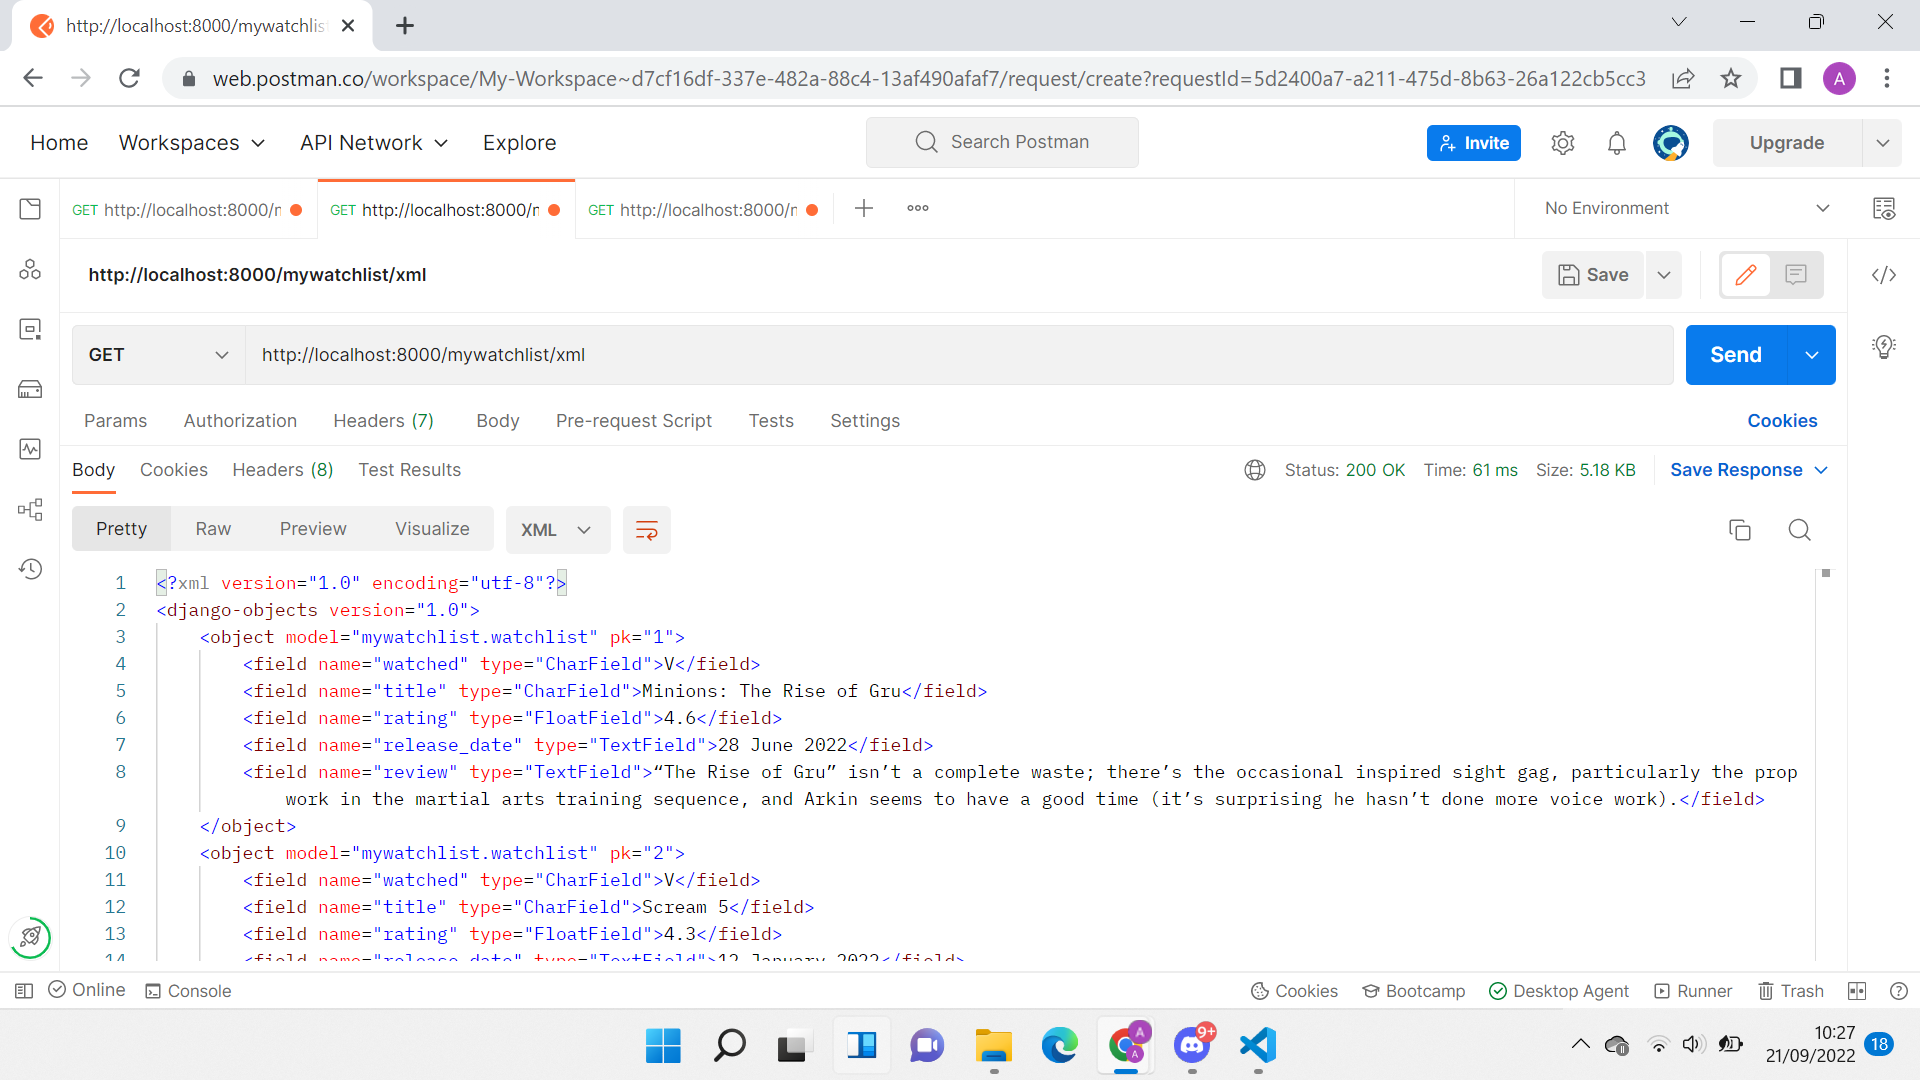 http://localhost:8000/mywatchlis
web.postman.co/workspace/My-Workspace~d7cf16df-337e-482a-88c4-13af490afaf7/request/create?requestId=5d2400a7-a211-475d-8b63-26a122cb5cc3
A
Home Workspaces API Network Explore Search Postman Invite Upgrade
GET http://localhost:8000/n GET http://localhost:8000/n GET http://localhost:8000/n No Environment
http://localhost:8000/mywatchlist/xml Save
GET http://localhost:8000/mywatchlist/xml Send
Params Authorization Headers (7) Body Pre-request Script Tests Settings Cookies
Body Cookies Headers (8) Test Results Status: 200 OK Time: 61 ms Size: 5.18 KB Save Response
Pretty Raw Preview Visualize XML
1 <?xml version="1.0" encoding="utf-8"?>
2 <django-objects version="1.0">
3 <object model="mywatchlist.watchlist" pk="1">
4 <field name="watched" type="CharField">V</field>
5 <field name="title" type="CharField">Minions: The Rise of Gru</field>
6 <field name="rating" type="FloatField">4.6</field>
7 <field name="release_date" type="TextField">28 June 2022</field>
8 <field name="review" type="TextField">“The Rise of Gru” isn’t a complete waste; there’s the occasional inspired sight gag, particularly the prop
work in the martial arts training sequence, and Arkin seems to have a good time (it’s surprising he hasn’t done more voice work).</field>
9 </object>
10 <object model="mywatchlist.watchlist" pk="2">
11 <field name="watched" type="CharField">V</field>
12 <field name="title" type="CharField">Scream 5</field>
13 <field name="rating" type="FloatField">4.3</field>
14 <field name="release_date" type="TextField">12 January 2022</field>
Online Console Cookies Bootcamp Desktop Agent Runner Trash
A
A
9+
10:27
21/09/2022 18